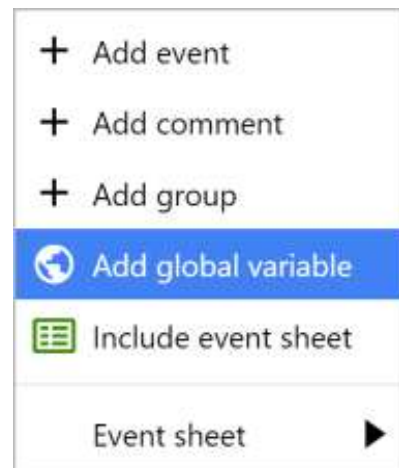 Add event
Add comment
Add group
Add global variable
Include event sheet
Event sheet